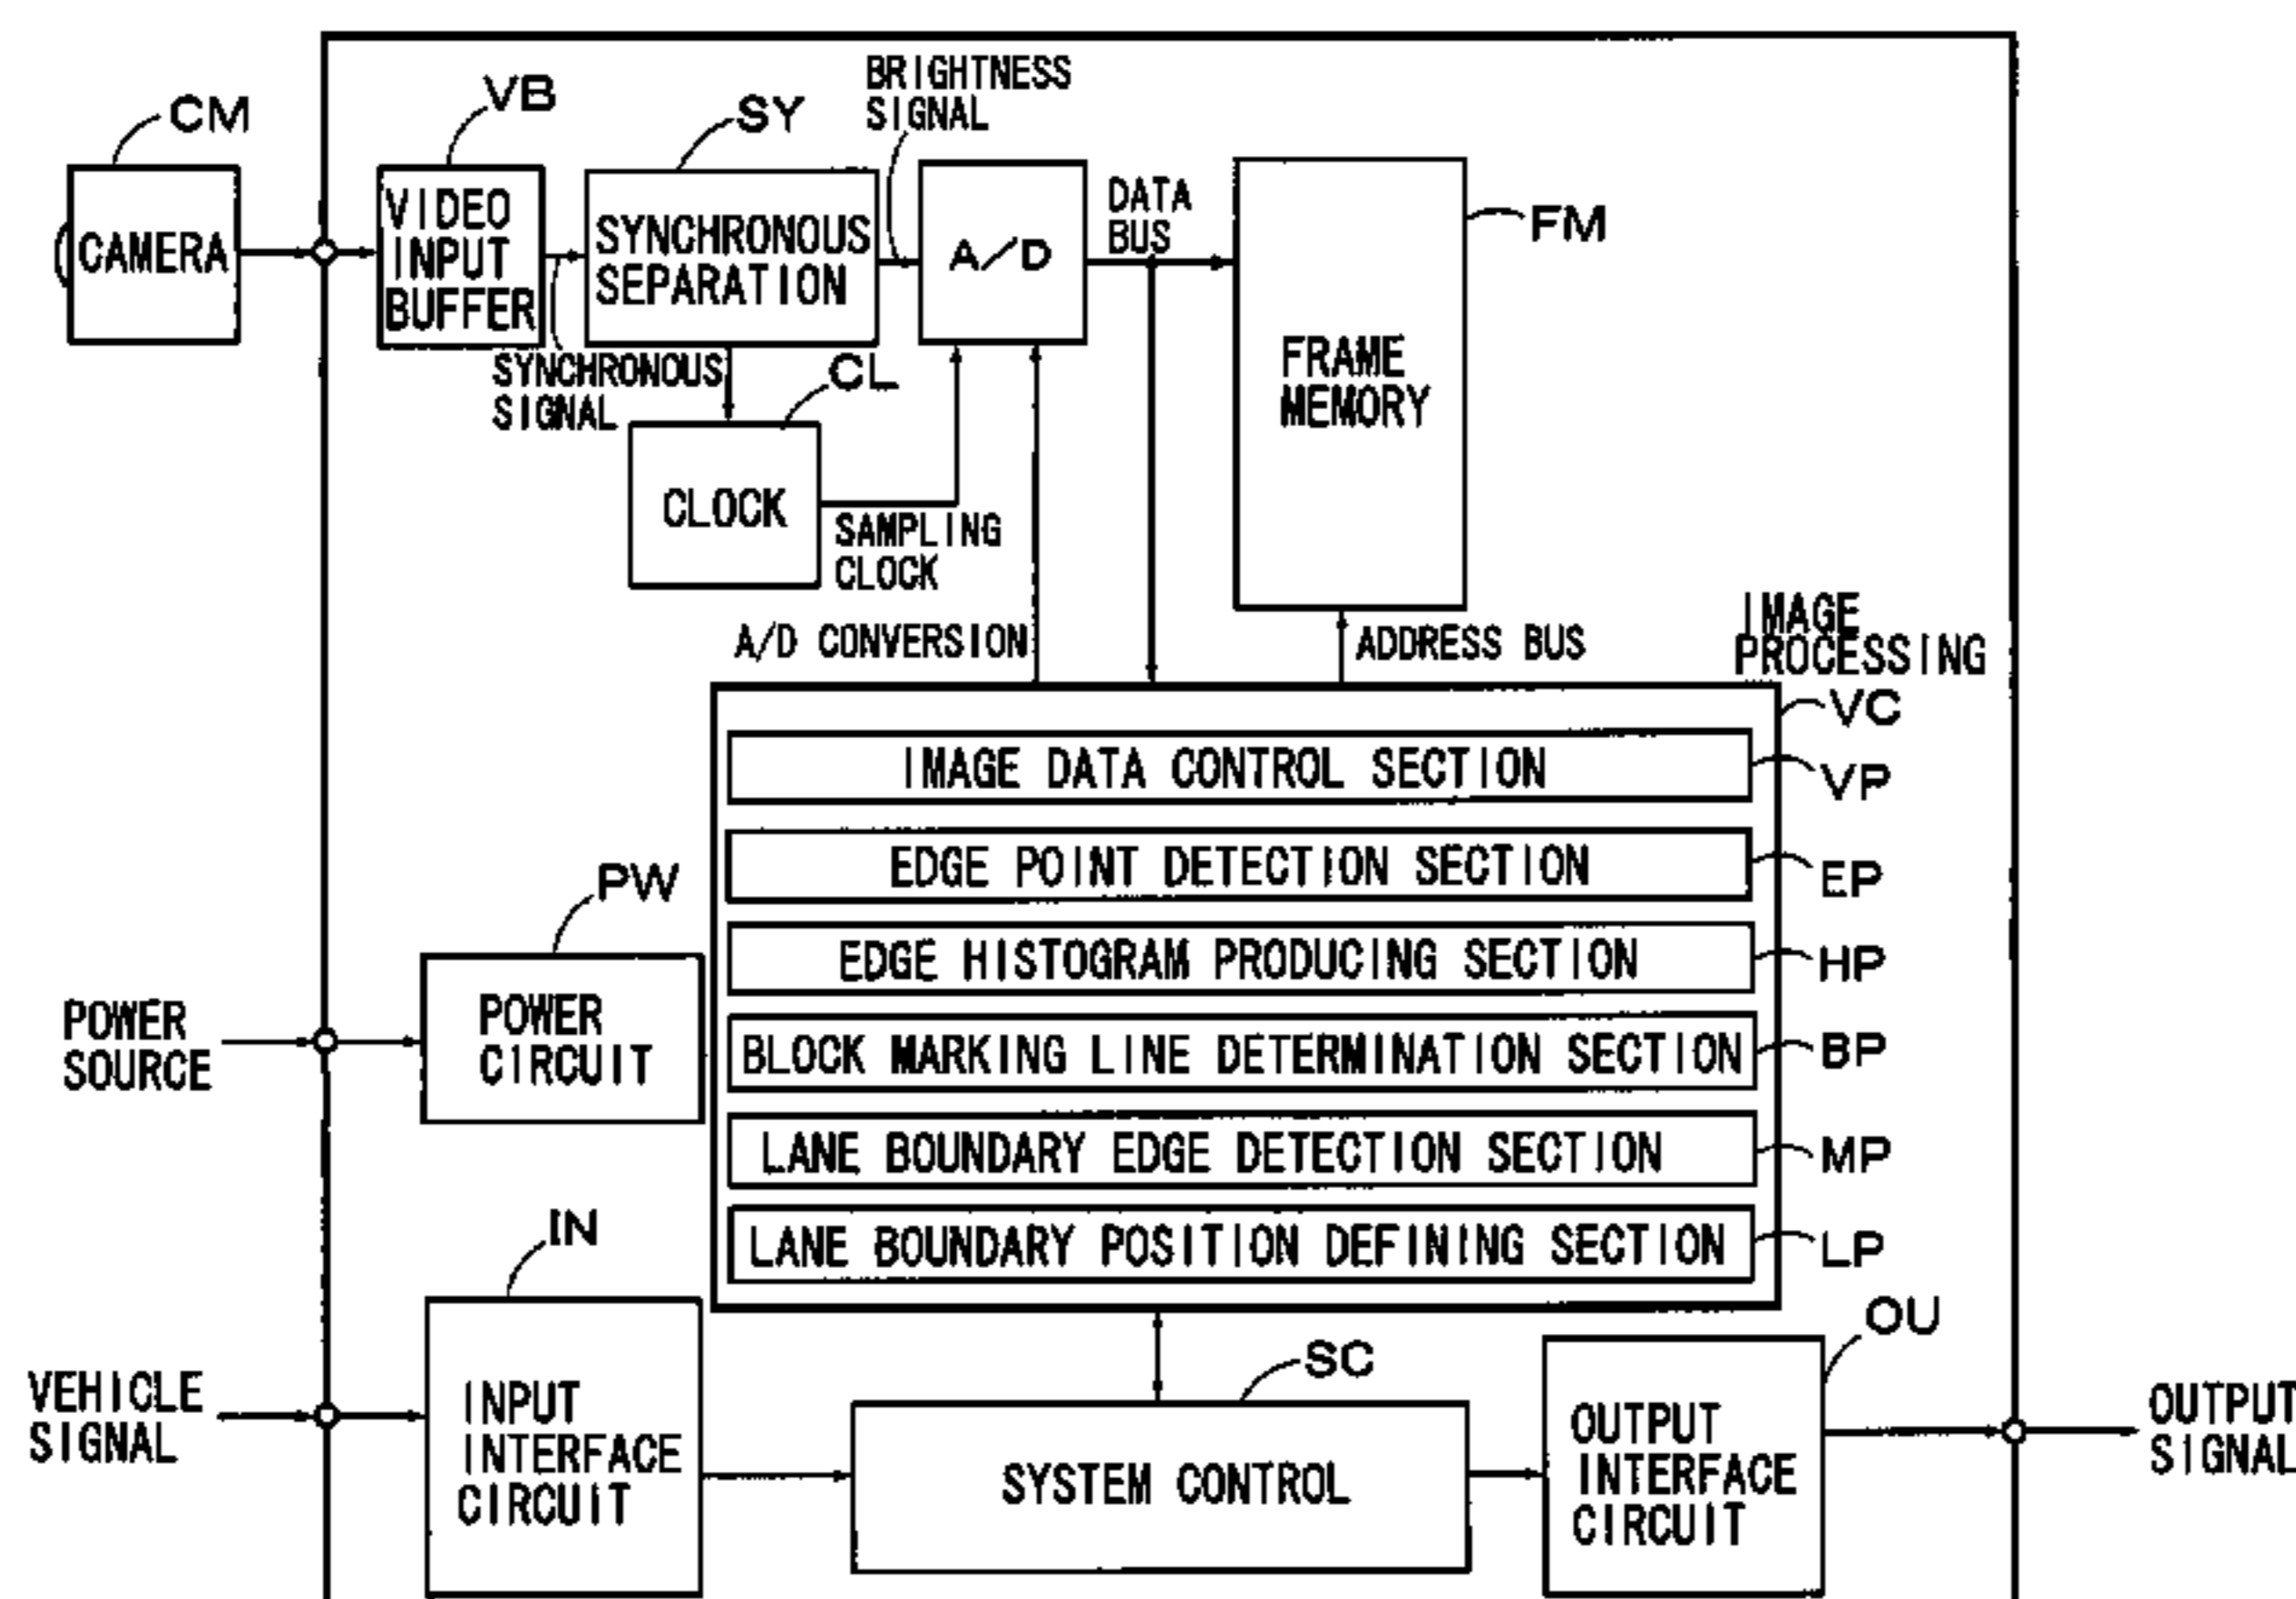 CM
VB
SY
BRIGHTNESS
SIGNAL
CAMERA
VIDEO
INPUT
BUFFER
SYNCHRONOUS
SEPARATION
A/D
DATA
BUS
FM
SYNCHRONOUS
SIGNAL
CL
FRAME
MEMORY
CLOCK
SAMPLING
CLOCK
A/D CONVERSION
ADDRESS BUS
IMAGE
PROCESSING
VC
IMAGE DATA CONTROL SECTION
VP
EDGE POINT DETECTION SECTION
EP
PW
EDGE HISTOGRAM PRODUCING SECTION
HP
POWER
SOURCE
POWER
CIRCUIT
BLOCK MARKING LINE DETERMINATION SECTION
BP
LANE BOUNDARY EDGE DETECTION SECTION
MP
IN
LANE BOUNDARY POSITION DEFINING SECTION
LP
OU
SC
VEHICLE
SIGNAL
INPUT
INTERFACE
CIRCUIT
SYSTEM CONTROL
OUTPUT
INTERFACE
CIRCUIT
OUTPUT
SIGNAL